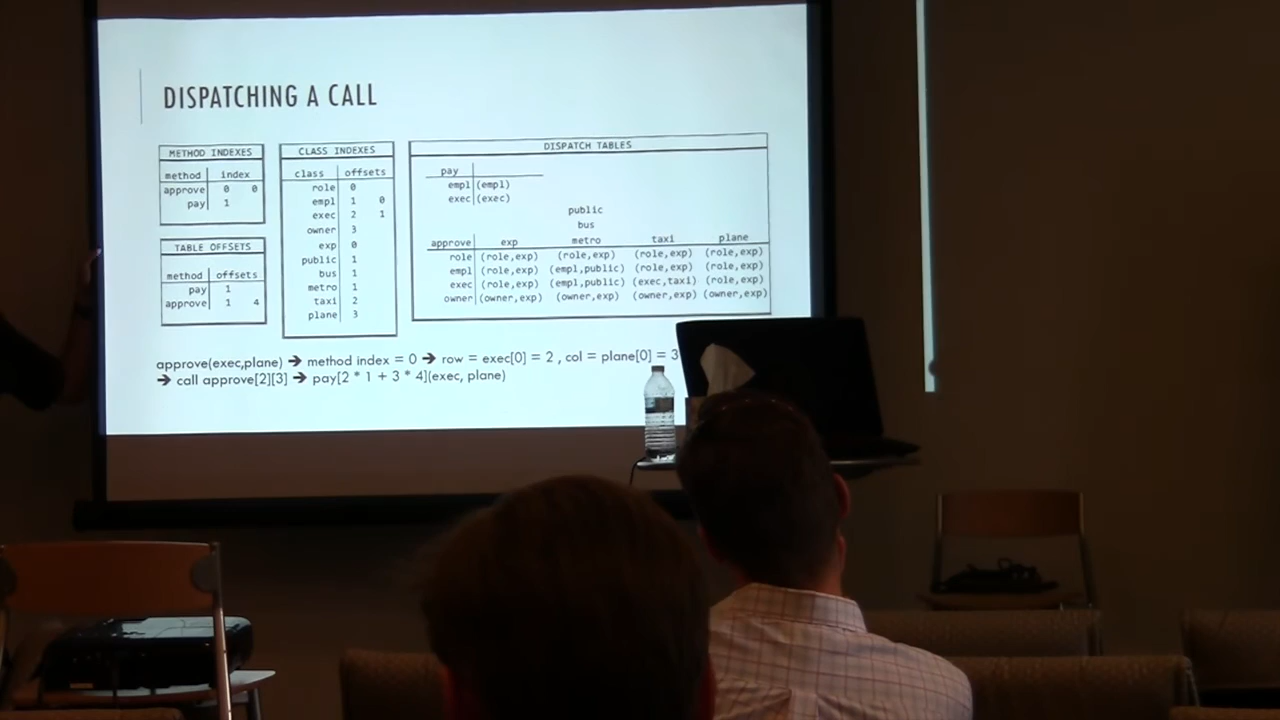 DISPATCHING A CALL
METHOD INDEXES
method index
approve 0 0
pay 1
TABLE OFFSETS
method offsets
pay 1
approve 1 4
CLASS INDEXES
class offsets
role 0
empl 1 0
exec 2 1
owner 3
exp 0
public 1
bus 1
metro 1
taxi 2
plane 3
DISPATCH TABLES
pay
empl (empl)
exec (exec)
public
bus
approve exp metro taxi plane
role (role,exp) (role,exp) (role,exp) (role,exp)
empl (role,exp) (empl,public) (role,exp) (role,exp)
exec (role,exp) (empl,public) (exec,taxi) (role,exp)
owner (owner,exp) (owner,exp) (owner,exp) (owner,exp)
approve(exec,plane) ➔ method index = 0 ➔ row = exec[0] = 2 , col = plane[0] = 3
➔ call approve[2][3] ➔ pay[2 * 1 + 3 * 4](exec, plane)